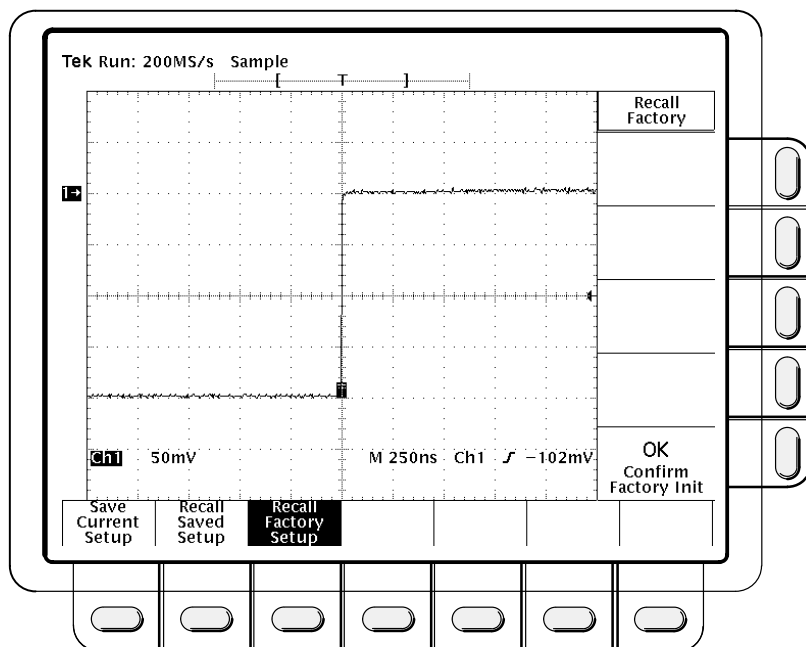 Tek Run: 200MS/s Sample
[ T ]
Recall
Factory
1→
T
Ch1 50mV M 250ns Ch1 −102mV
OK
Confirm
Factory Init
Save
Current
Setup
Recall
Saved
Setup
Recall
Factory
Setup